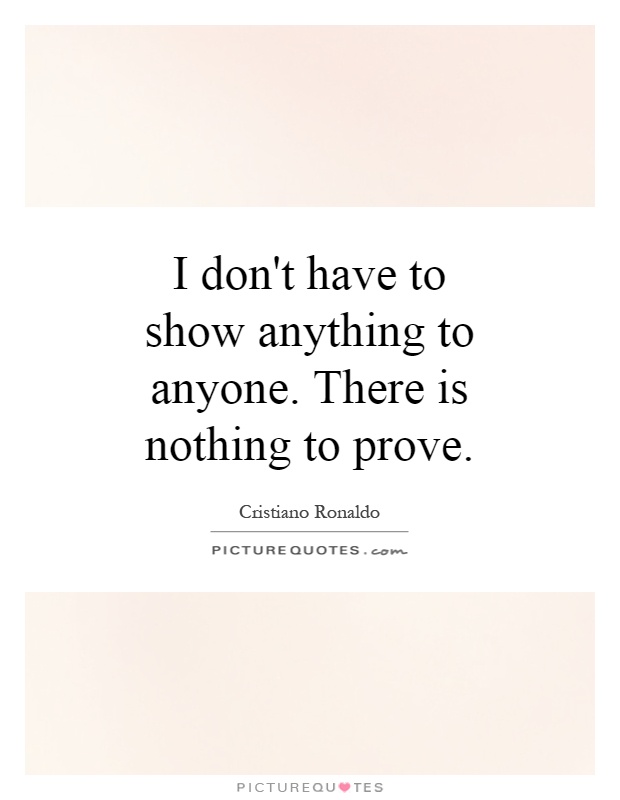 I don't have to
show anything to
anyone. There is
nothing to prove.
Cristiano Ronaldo
PICTUREQUOTES.com
PICTUREQUOTES